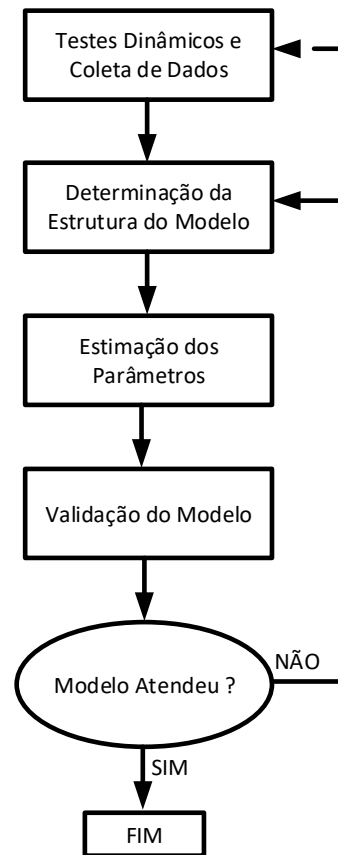 Testes Dinâmicos e
Coleta de Dados
Determinação da
Estrutura do Modelo
Estimação dos
Parâmetros
Validação do Modelo
Modelo Atendeu ?
NÃO
SIM
FIM